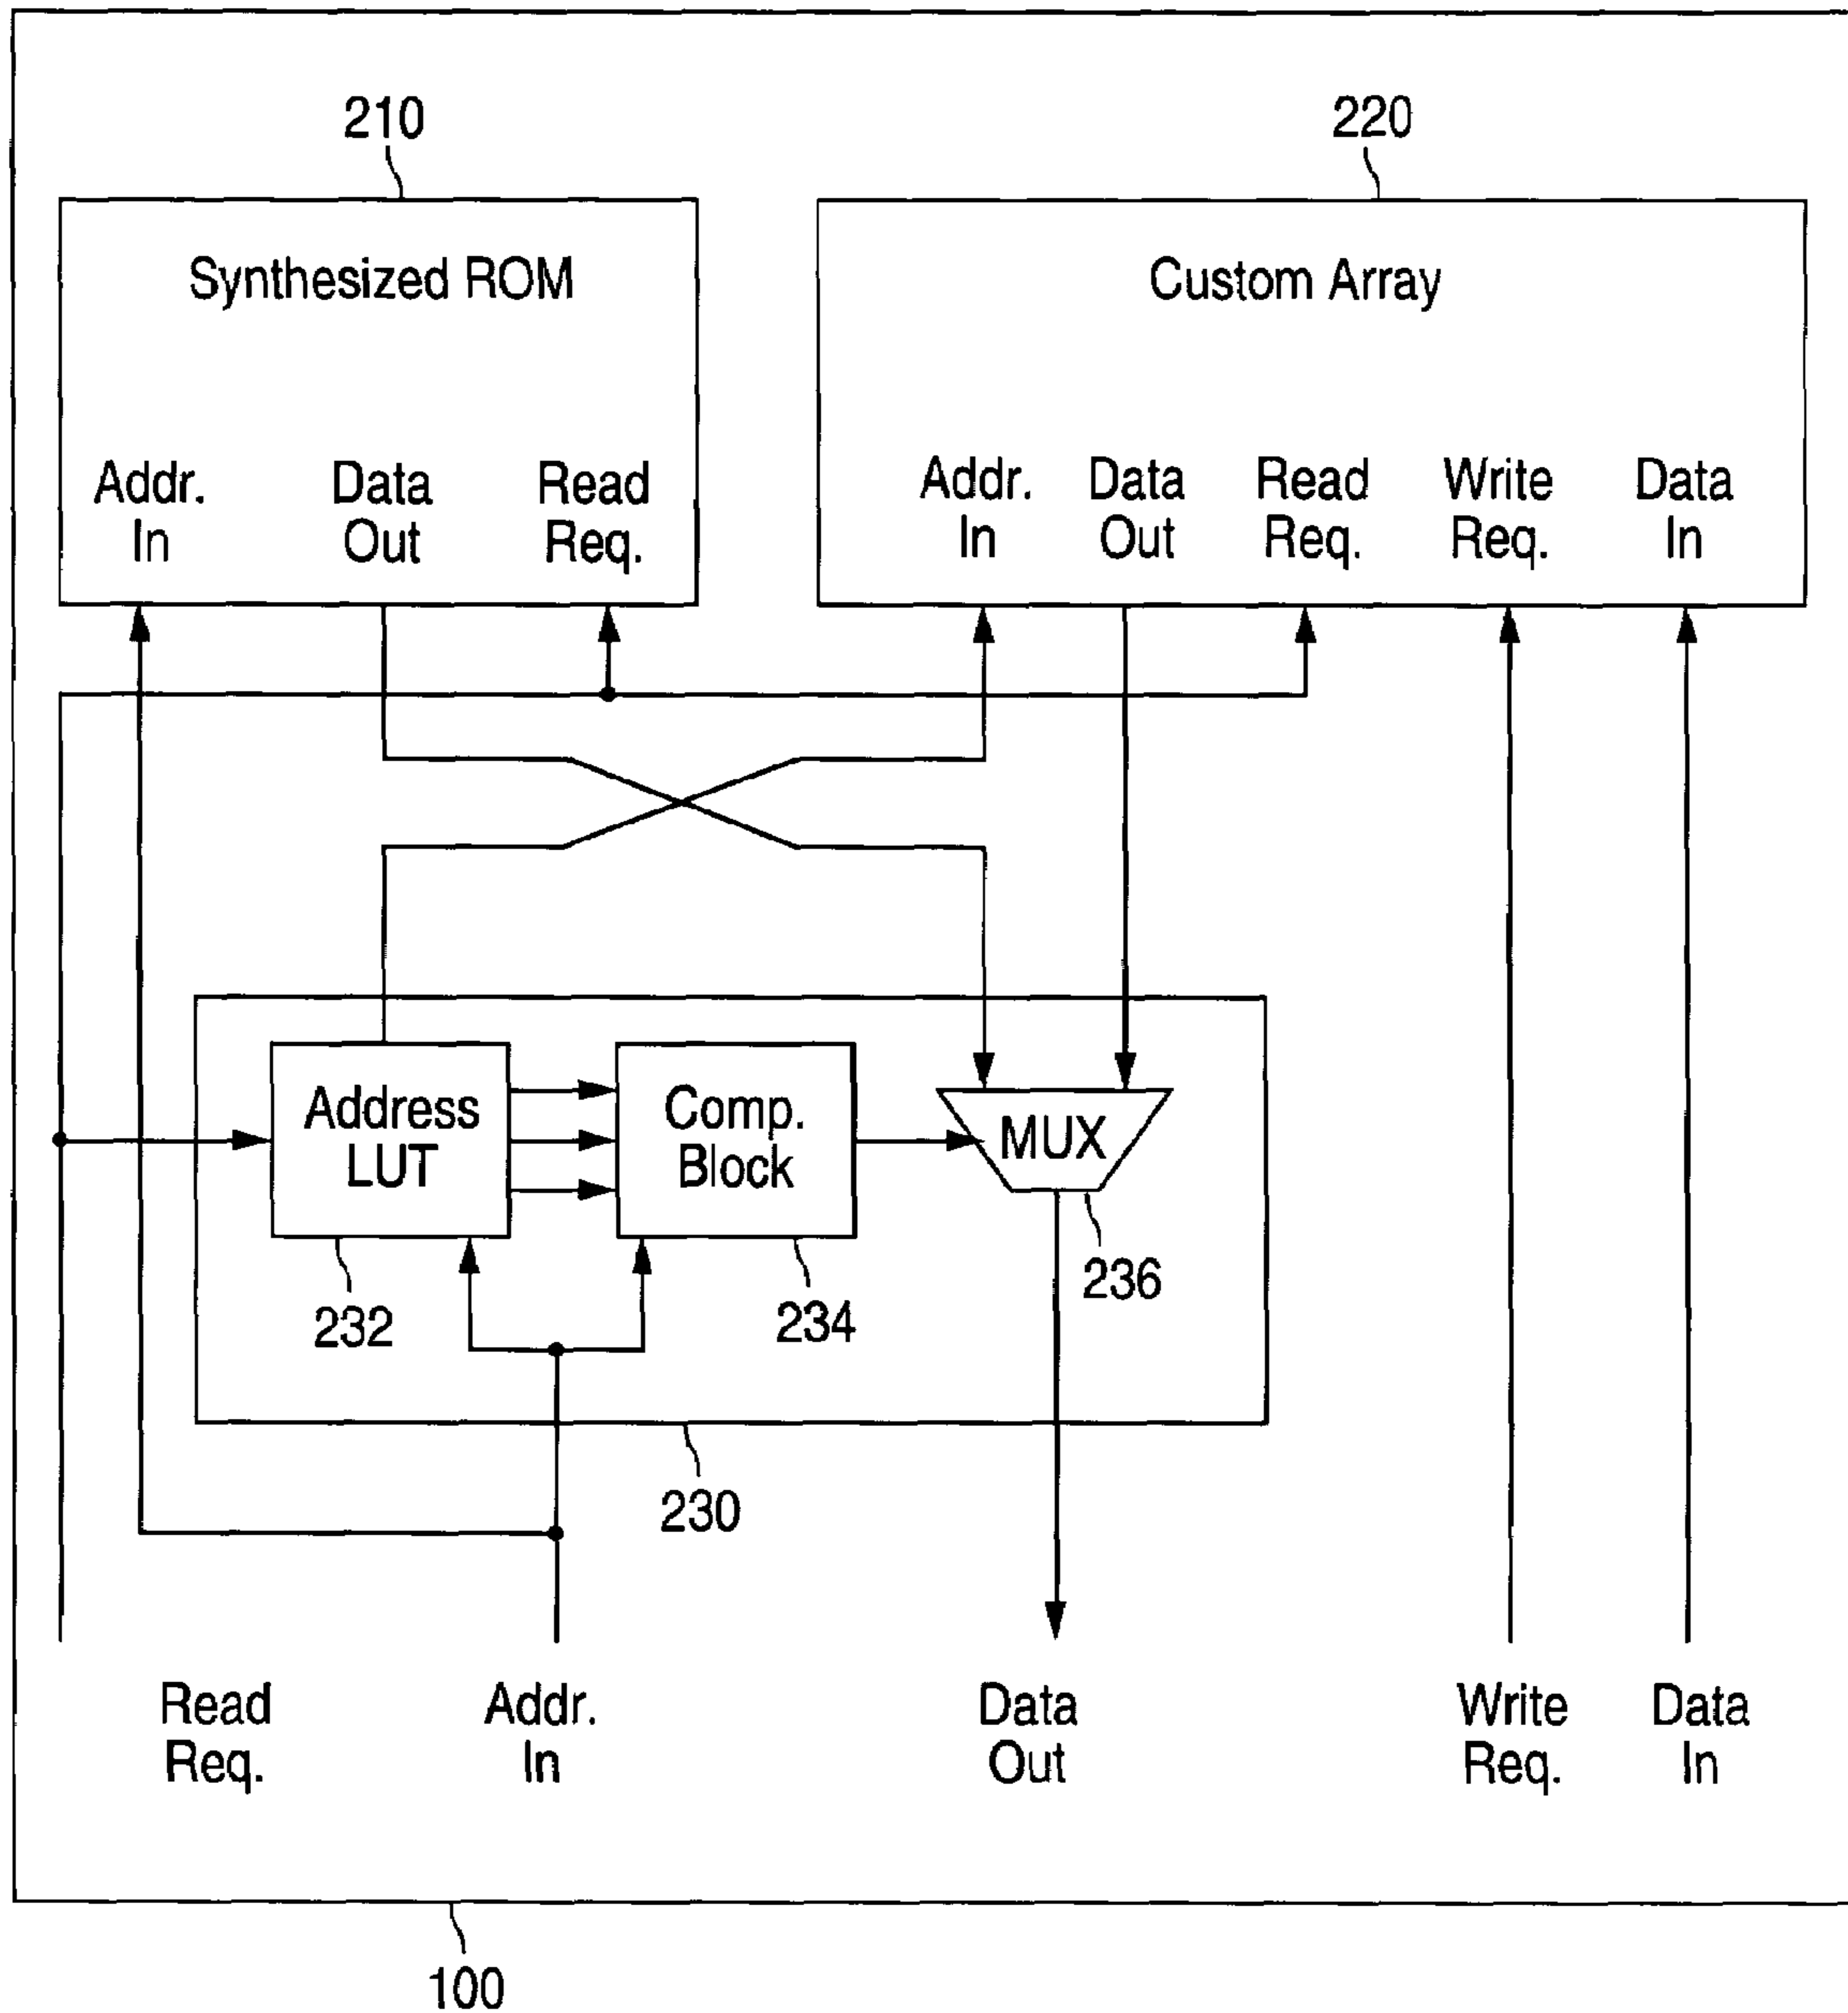 210
220
Synthesized ROM
Custom Array
Addr.
In
Data
Out
Read
Req.
Addr.
In
Data
Out
Read
Req.
Write
Req.
Data
In
Address
LUT
Comp.
Block
MUX
232
234
236
230
Read
Req.
Addr.
In
Data
Out
Write
Req.
Data
In
100